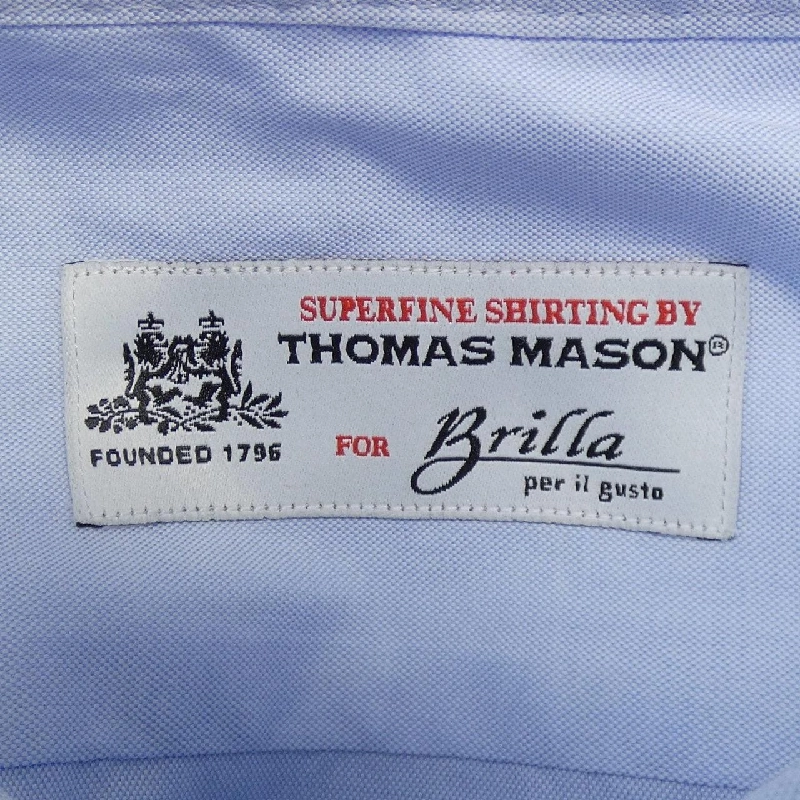 SUPERFINE SHIRTING BY
THOMAS MASON®
FOUNDED 1796
FOR Brilla
per il gusto